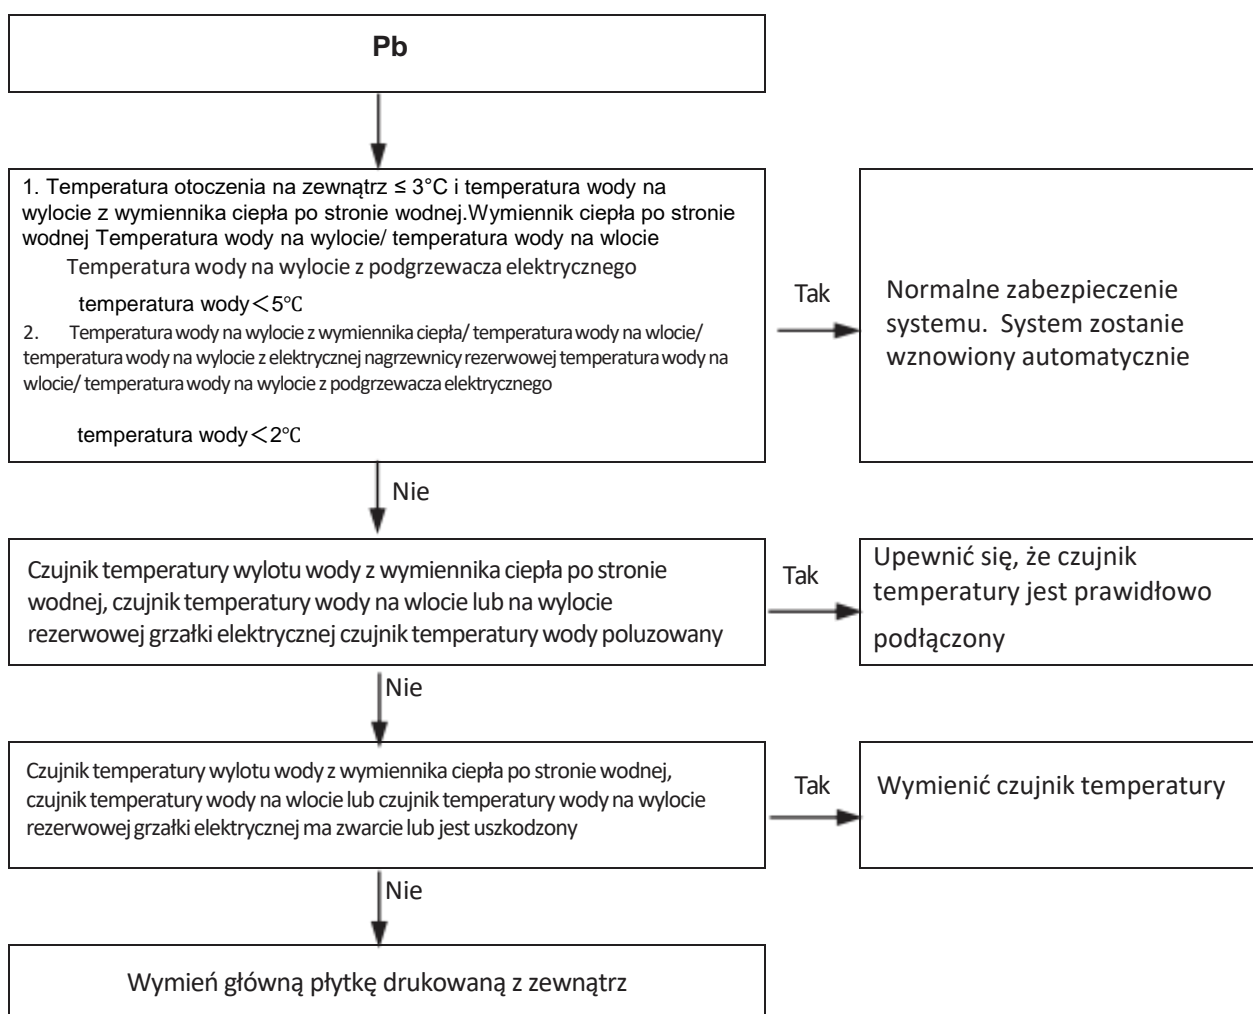 Pb
1. Temperatura otoczenia na zewnątrz ≤ 3°C i temperatura wody na
wylocie z wymiennika ciepła po stronie wodnej.Wymiennik ciepła po stronie
wodnej Temperatura wody na wylocie/ temperatura wody na wlocie
Temperatura wody na wylocie z podgrzewacza elektrycznego
temperatura wody<5℃
2. Temperatura wody na wylocie z wymiennika ciepła/ temperatura wody na wlocie/
temperatura wody na wylocie z elektrycznej nagrzewnicy rezerwowej temperatura wody na
wlocie/ temperatura wody na wylocie z podgrzewacza elektrycznego
temperatura wody<2℃
Tak
Normalne zabezpieczenie
systemu. System zostanie
wznowiony automatycznie
Nie
Czujnik temperatury wylotu wody z wymiennika ciepła po stronie
wodnej, czujnik temperatury wody na wlocie lub na wylocie
rezerwowej grzałki elektrycznej czujnik temperatury wody poluzowany
Tak
Upewnić się, że czujnik
temperatury jest prawidłowo
podłączony
Nie
Czujnik temperatury wylotu wody z wymiennika ciepła po stronie wodnej,
czujnik temperatury wody na wlocie lub czujnik temperatury wody na wylocie
rezerwowej grzałki elektrycznej ma zwarcie lub jest uszkodzony
Tak
Wymienić czujnik temperatury
Nie
Wymień główną płytkę drukowaną z zewnątrz